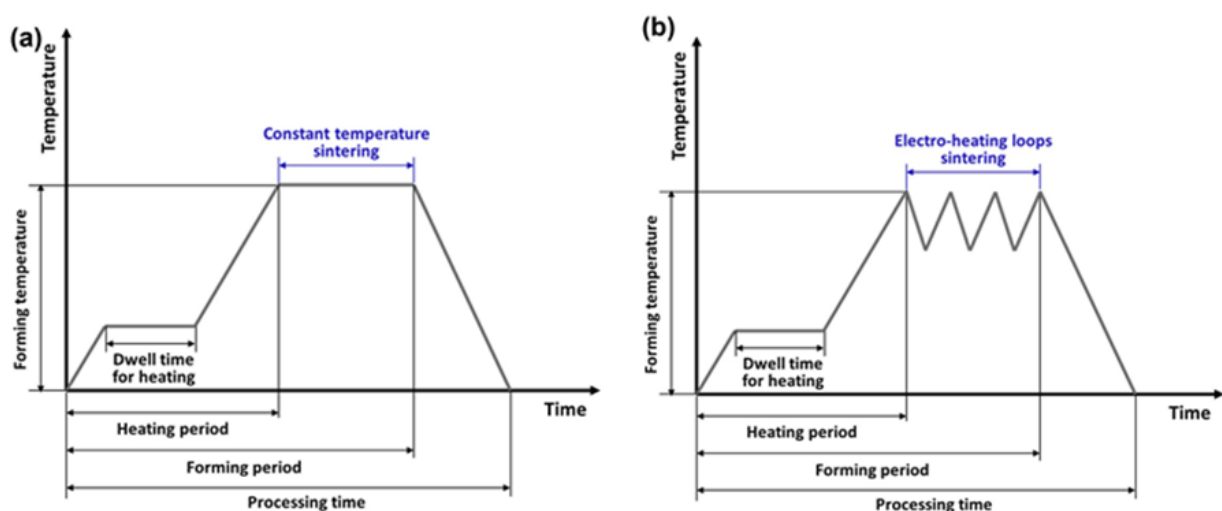 (a)
Temperature
Constant temperature
sintering
Forming temperature
Dwell time
for heating
Time
Heating period
Forming period
Processing time
(b)
Temperature
Electro-heating loops
sintering
Forming temperature
Dwell time
for heating
Time
Heating period
Forming period
Processing time